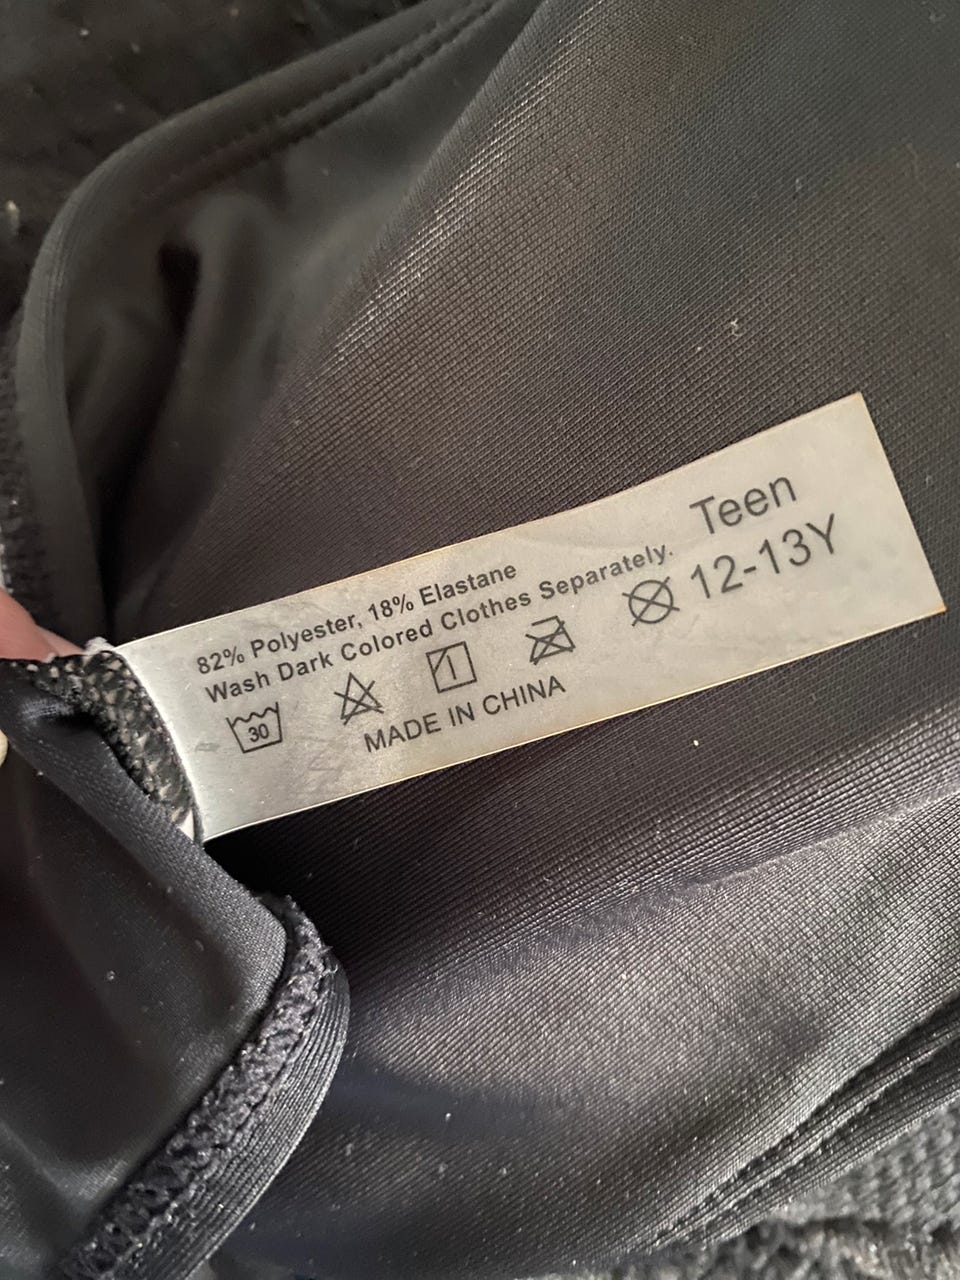 82% Polyester, 18% Elastane
Wash Dark Colored Clothes Separately.
30
MADE IN CHINA
Teen
12-13Y